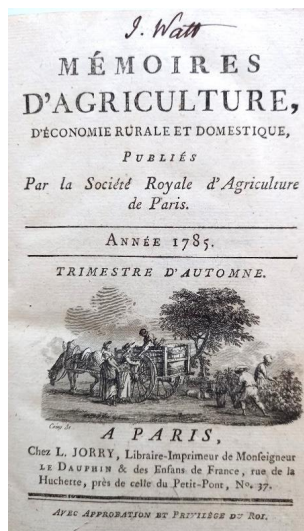 J. Watt
MÉMOIRES
D'AGRICULTURE,
D'ÉCONOMIE RURALE ET DOMESTIQUE,
PUBLIÉS
Par la Société Royale d'Agriculture
de Paris.
ANNÉE 1785.
TRIMESTRE D'AUTOMNE.
A PARIS,
Chez L. JORRY, Libraire-Imprimeur de Monseigneur
LE DAUPHIN & des Enfans de France, rue de la
Huchette, près de celle du Petit-Pont, No. 37.
AVEC APPROBATION ET PRIVILÈGE DU ROI.